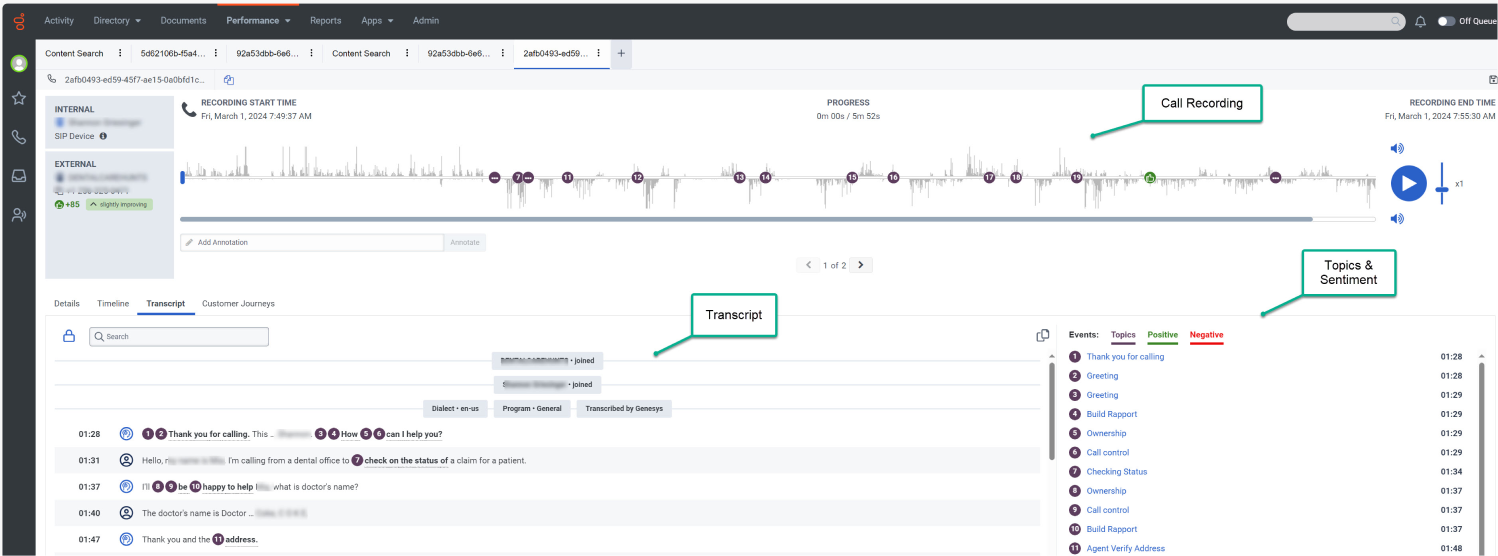 Activity Directory Documents Performance Reports Apps Admin Off Queue
Content Search 5d62106b-f5a4... 92a53dbb-6e6... Content Search 92a53dbb-6e6... 2afb0493-ed59... +
2afb0493-ed59-45f7-ae15-0a0bfd1c...
INTERNAL
SIP Device
EXTERNAL
+85 slightly improving
RECORDING START TIME
Fri, March 1, 2024 7:49:37 AM
PROGRESS
0m 00s / 5m 52s
Call Recording
RECORDING END TIME
Fri, March 1, 2024 7:55:30 AM
7 11 12 13 14 15 16 17 18 19
x1
Add Annotation Annotate
1 of 2
Topics &
Sentiment
Details Timeline Transcript Customer Journeys
Transcript
Search
• joined
• joined
Dialect • en-us Program • General Transcribed by Genesys
01:28 1 2 Thank you for calling. This .. 3 4 How 5 6 can I help you?
01:31 Hello, I'm calling from a dental office to 7 check on the status of a claim for a patient.
01:37 I'll 8 9 be 10 happy to help what is doctor's name?
01:40 The doctor's name is Doctor ...
01:47 Thank you and the 11 address.
Events: Topics Positive Negative
1 Thank you for calling 01:28
2 Greeting 01:28
3 Greeting 01:29
4 Build Rapport 01:29
5 Ownership 01:29
6 Call control 01:29
7 Checking Status 01:34
8 Ownership 01:37
9 Call control 01:37
10 Build Rapport 01:37
11 Agent Verify Address 01:48